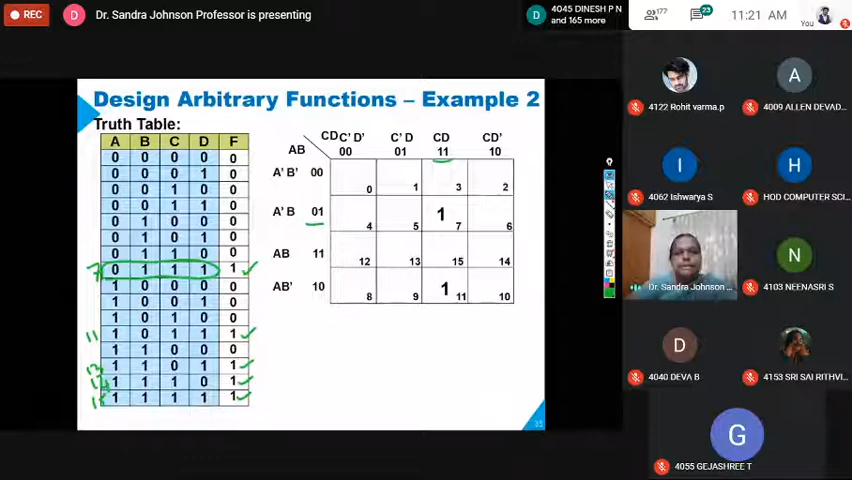 REC
D
Dr. Sandra Johnson Professor is presenting
D
4045 DINESH P N
and 165 more
177
23
11:21 AM
You
Design Arbitrary Functions – Example 2
Truth Table:
A B C D F
0 0 0 0 0
0 0 0 1 0
0 0 1 0 0
0 0 1 1 0
0 1 0 0 0
0 1 0 1 0
0 1 1 0 0
7 0 1 1 1 1 ✓
1 0 0 0 0
1 0 0 1 0
1 0 1 0 0
11 1 0 1 1 1 ✓
1 1 0 0 0
13 1 1 0 1 1 ✓
14 1 1 1 0 1 ✓
15 1 1 1 1 1 ✓
CD C' D' C' D CD CD'
AB 00 01 11 10
A' B' 00 0 1 3 2
A' B 01 4 5 1 7 6
AB 11 12 13 15 14
AB' 10 8 9 1 11 10
35
4122 Rohit varma.p
A
4009 ALLEN DEVAD...
I
4062 Ishwarya S
H
HOD COMPUTER SCI...
Dr. Sandra Johnson ...
N
4103 NEENASRI S
D
4040 DEVA B
4153 SRI SAI RITHVI...
G
4055 GEJASHREE T